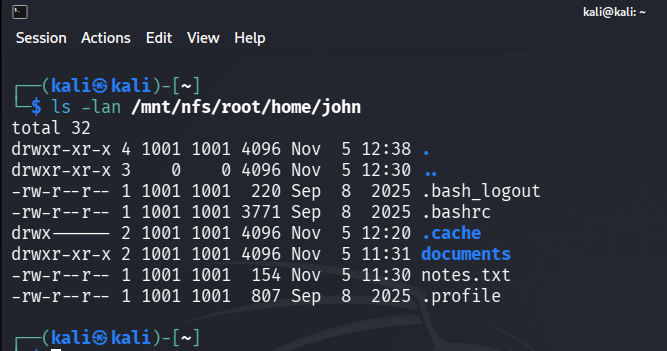 kali@kali: ~
Session Actions Edit View Help
┌──(kali㉿kali)-[~]
└─$ ls -lan /mnt/nfs/root/home/john
total 32
drwxr-xr-x 4 1001 1001 4096 Nov  5 12:38 .
drwxr-xr-x 3    0    0 4096 Nov  5 12:30 ..
-rw-r--r-- 1 1001 1001  220 Sep  8  2025 .bash_logout
-rw-r--r-- 1 1001 1001 3771 Sep  8  2025 .bashrc
drwx------ 2 1001 1001 4096 Nov  5 12:20 .cache
drwxr-xr-x 2 1001 1001 4096 Nov  5 11:31 documents
-rw-r--r-- 1 1001 1001  154 Nov  5 11:30 notes.txt
-rw-r--r-- 1 1001 1001  807 Sep  8  2025 .profile
┌──(kali㉿kali)-[~]
└─$